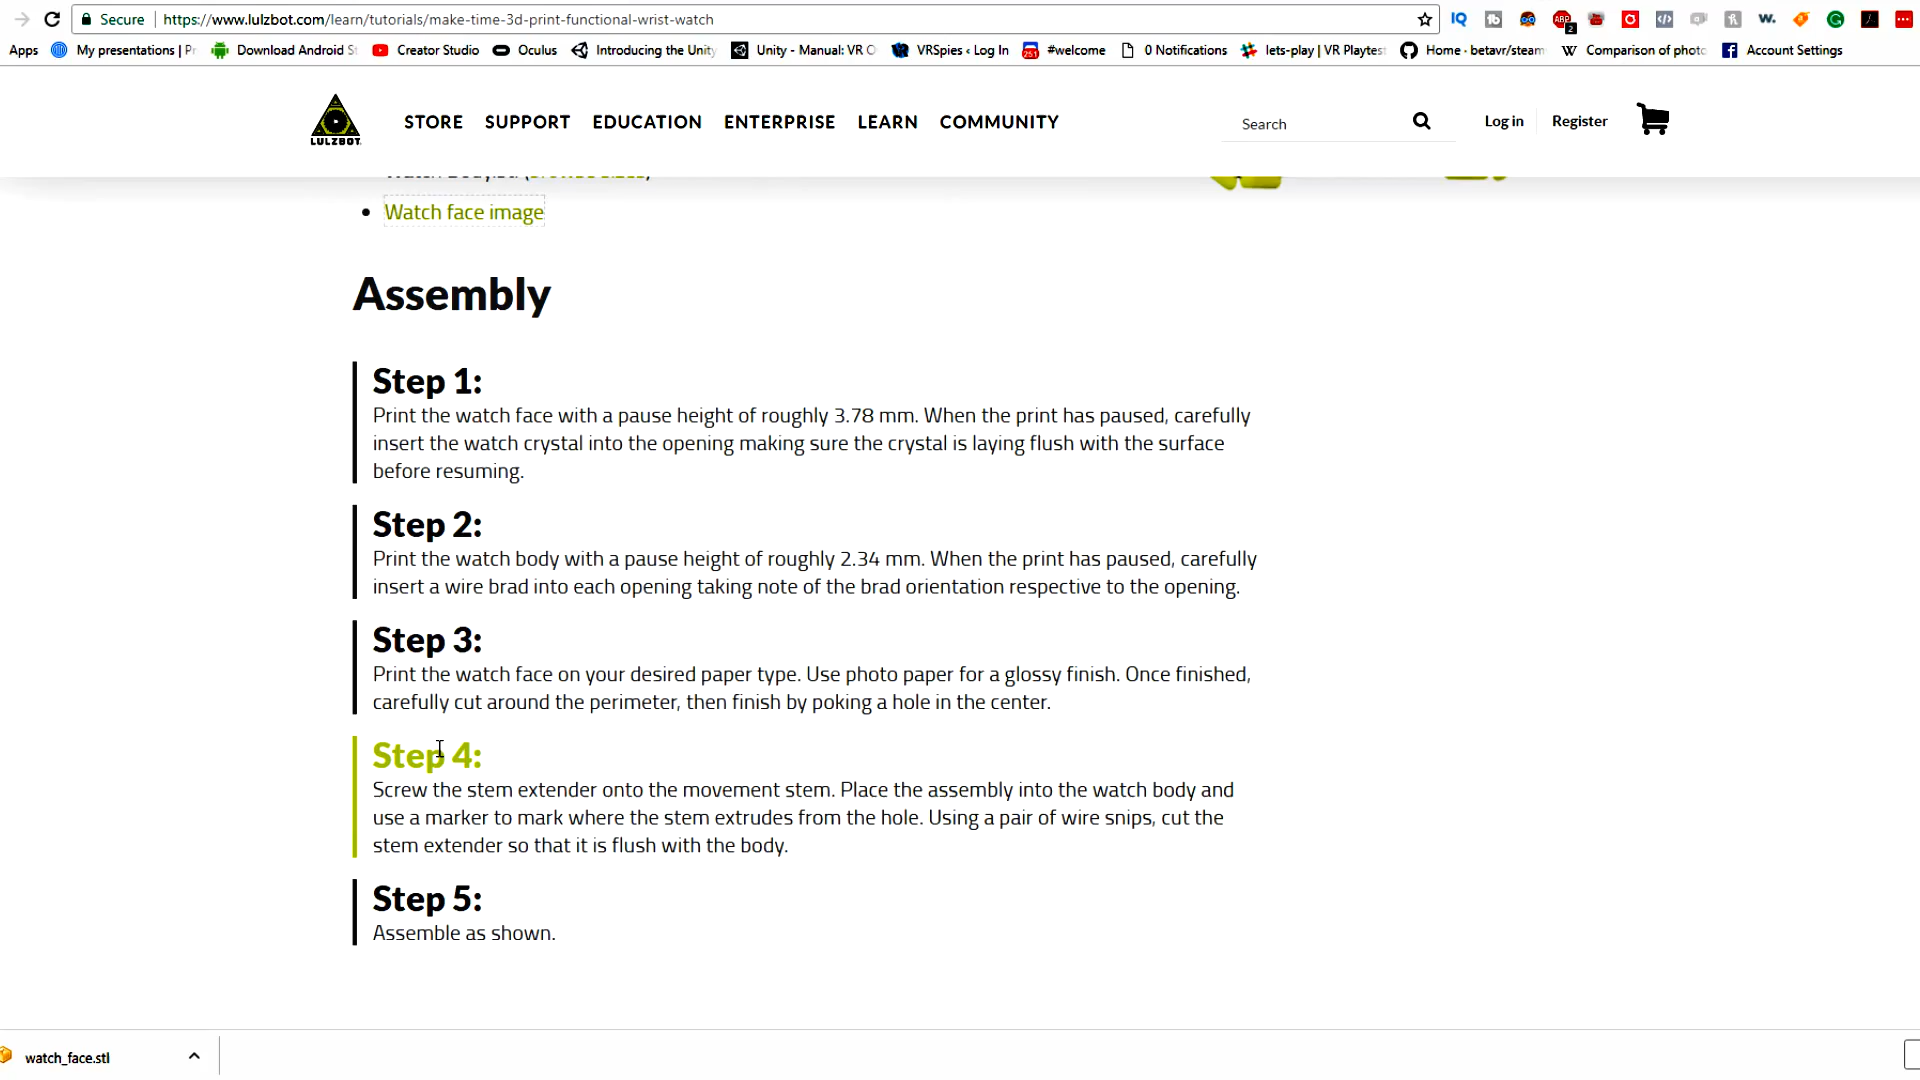 Secure https://www.lulzbot.com/learn/tutorials/make-time-3d-print-functional-wrist-watch
Apps My presentations | Pr Download Android St Creator Studio Oculus Introducing the Unity Unity - Manual: VR O VRSpies ‹ Log In #welcome 0 Notifications lets-play | VR Playtest Home · betavr/steam Comparison of photo Account Settings
LULZBOT STORE SUPPORT EDUCATION ENTERPRISE LEARN COMMUNITY Search Log in Register
Watch face image
Assembly
Step 1:
Print the watch face with a pause height of roughly 3.78 mm. When the print has paused, carefully
insert the watch crystal into the opening making sure the crystal is laying flush with the surface
before resuming.
Step 2:
Print the watch body with a pause height of roughly 2.34 mm. When the print has paused, carefully
insert a wire brad into each opening taking note of the brad orientation respective to the opening.
Step 3:
Print the watch face on your desired paper type. Use photo paper for a glossy finish. Once finished,
carefully cut around the perimeter, then finish by poking a hole in the center.
Step 4:
Screw the stem extender onto the movement stem. Place the assembly into the watch body and
use a marker to mark where the stem extrudes from the hole. Using a pair of wire snips, cut the
stem extender so that it is flush with the body.
Step 5:
Assemble as shown.
watch_face.stl